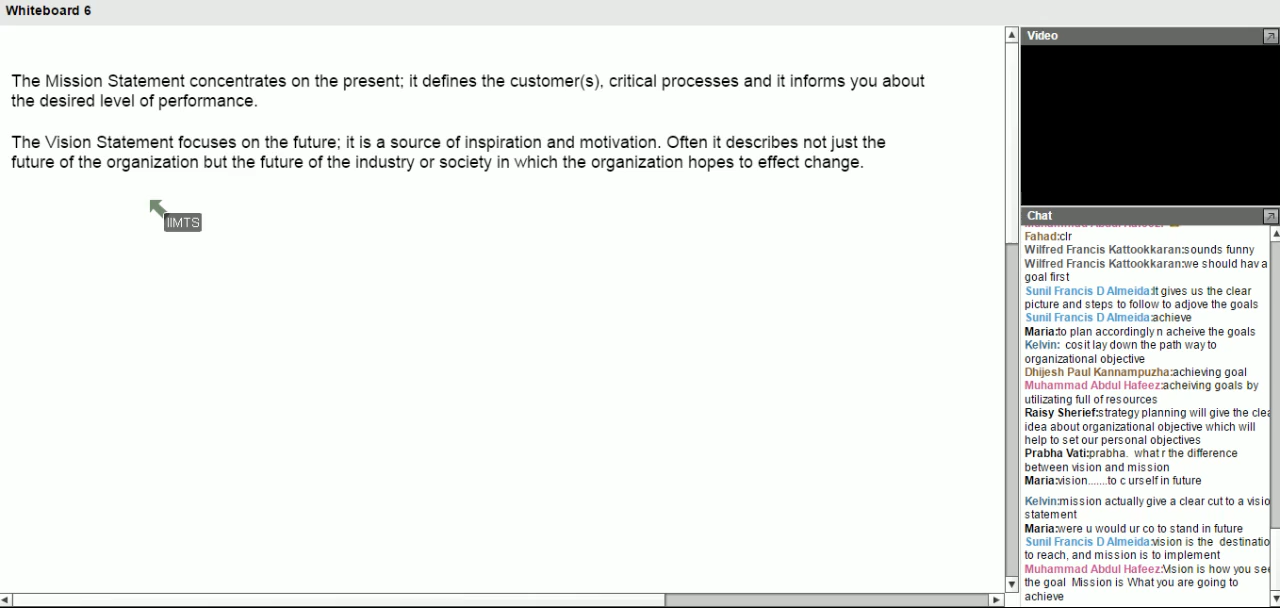 Whiteboard 6
The Mission Statement concentrates on the present; it defines the customer(s), critical processes and it informs you about
the desired level of performance.
The Vision Statement focuses on the future; it is a source of inspiration and motivation. Often it describes not just the
future of the organization but the future of the industry or society in which the organization hopes to effect change.
IIMTS
Video
Chat
Fahad:clr
Wilfred Francis Kattookkaran:sounds funny
Wilfred Francis Kattookkaran:we should hav a
goal first
Sunil Francis D Almeida:It gives us the clear
picture and steps to follow to adjove the goals
Sunil Francis D Almeida:achieve
Maria:to plan accordingly n acheive the goals
Kelvin: cos it lay down the path way to
organizational objective
Dhijesh Paul Kannampuzha:achieving goal
Muhammad Abdul Hafeez:acheiving goals by
utilizating full of resources
Raisy Sherief:strategy planning will give the clea
idea about organizational objective which will
help to set our personal objectives
Prabha Vati:prabha. what r the difference
between vision and mission
Maria:vision.......to c urself in future
Kelvin:mission actually give a clear cut to a visio
statement
Maria:were u would ur co to stand in future
Sunil Francis D Almeida:vision is the destinatio
to reach, and mission is to implement
Muhammad Abdul Hafeez:Vision is how you see
the goal Mission is What you are going to
achieve